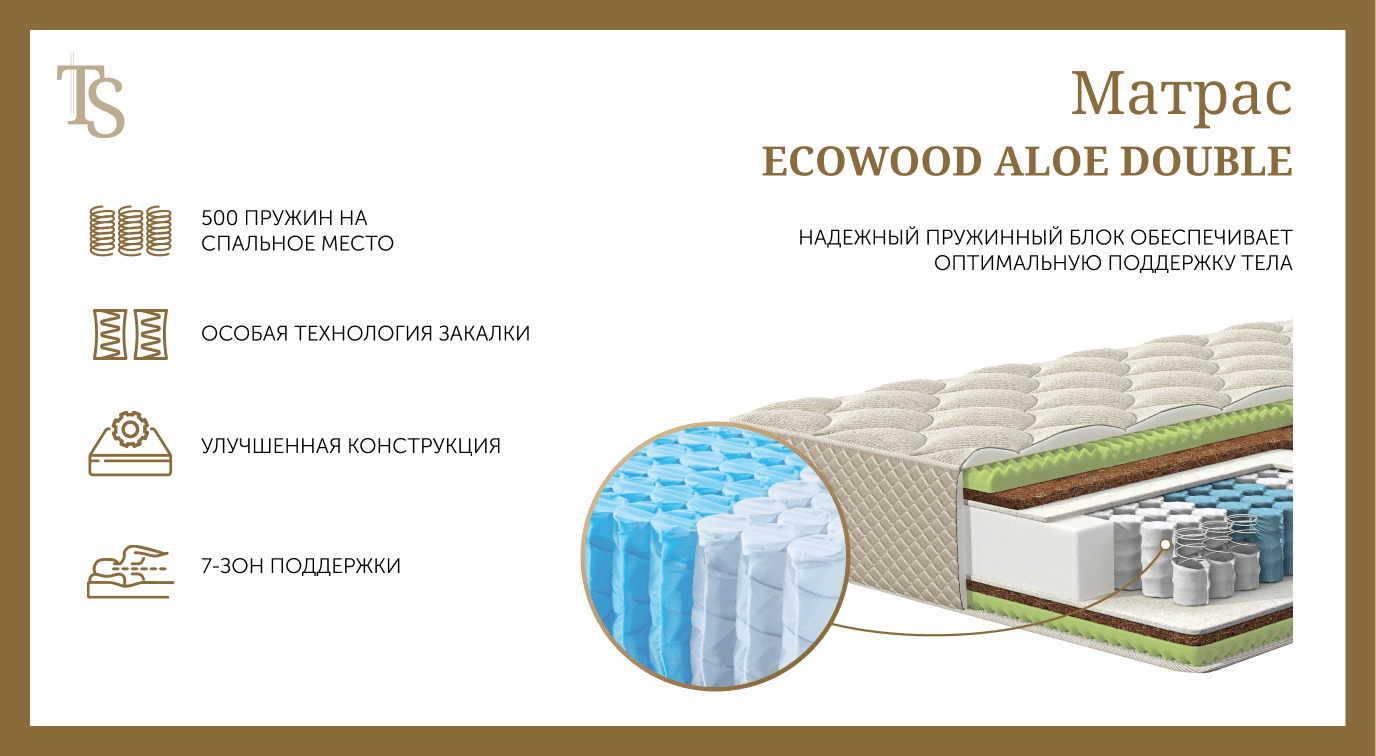 TS
Матрас
ECOWOOD ALOE DOUBLE
500 ПРУЖИН НА
СПАЛЬНОЕ МЕСТО
ОСОБАЯ ТЕХНОЛОГИЯ ЗАКАЛКИ
УЛУЧШЕННАЯ КОНСТРУКЦИЯ
7-ЗОН ПОДДЕРЖКИ
НАДЕЖНЫЙ ПРУЖИННЫЙ БЛОК ОБЕСПЕЧИВАЕТ
ОПТИМАЛЬНУЮ ПОДДЕРЖКУ ТЕЛА